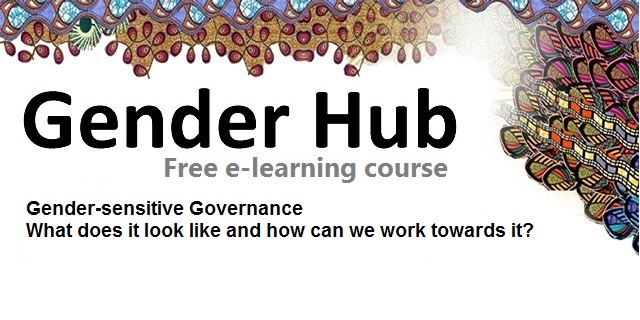 Gender Hub
Free e-learning course
Gender-sensitive Governance
What does it look like and how can we work towards it?